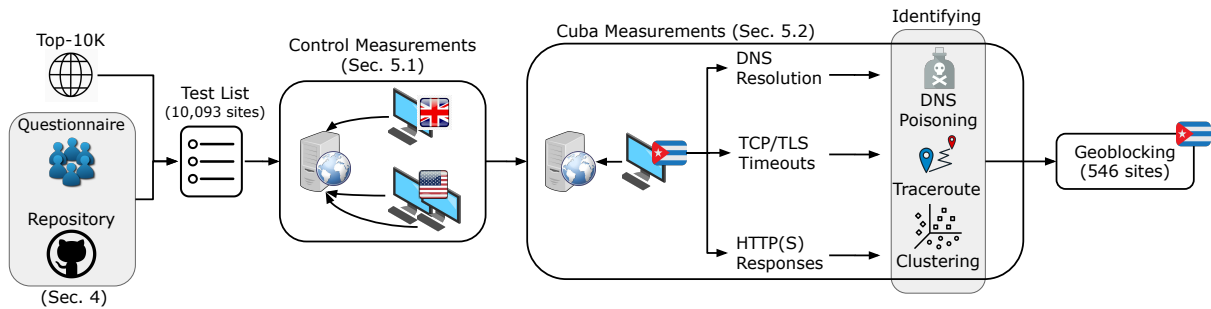 Top-10K
Questionnaire
Repository
(Sec. 4)
Test List
(10,093 sites)
Control Measurements
(Sec. 5.1)
Cuba Measurements (Sec. 5.2)
DNS
Resolution
TCP/TLS
Timeouts
HTTP(S)
Responses
Identifying
DNS
Poisoning
Traceroute
Clustering
Geoblocking
(546 sites)